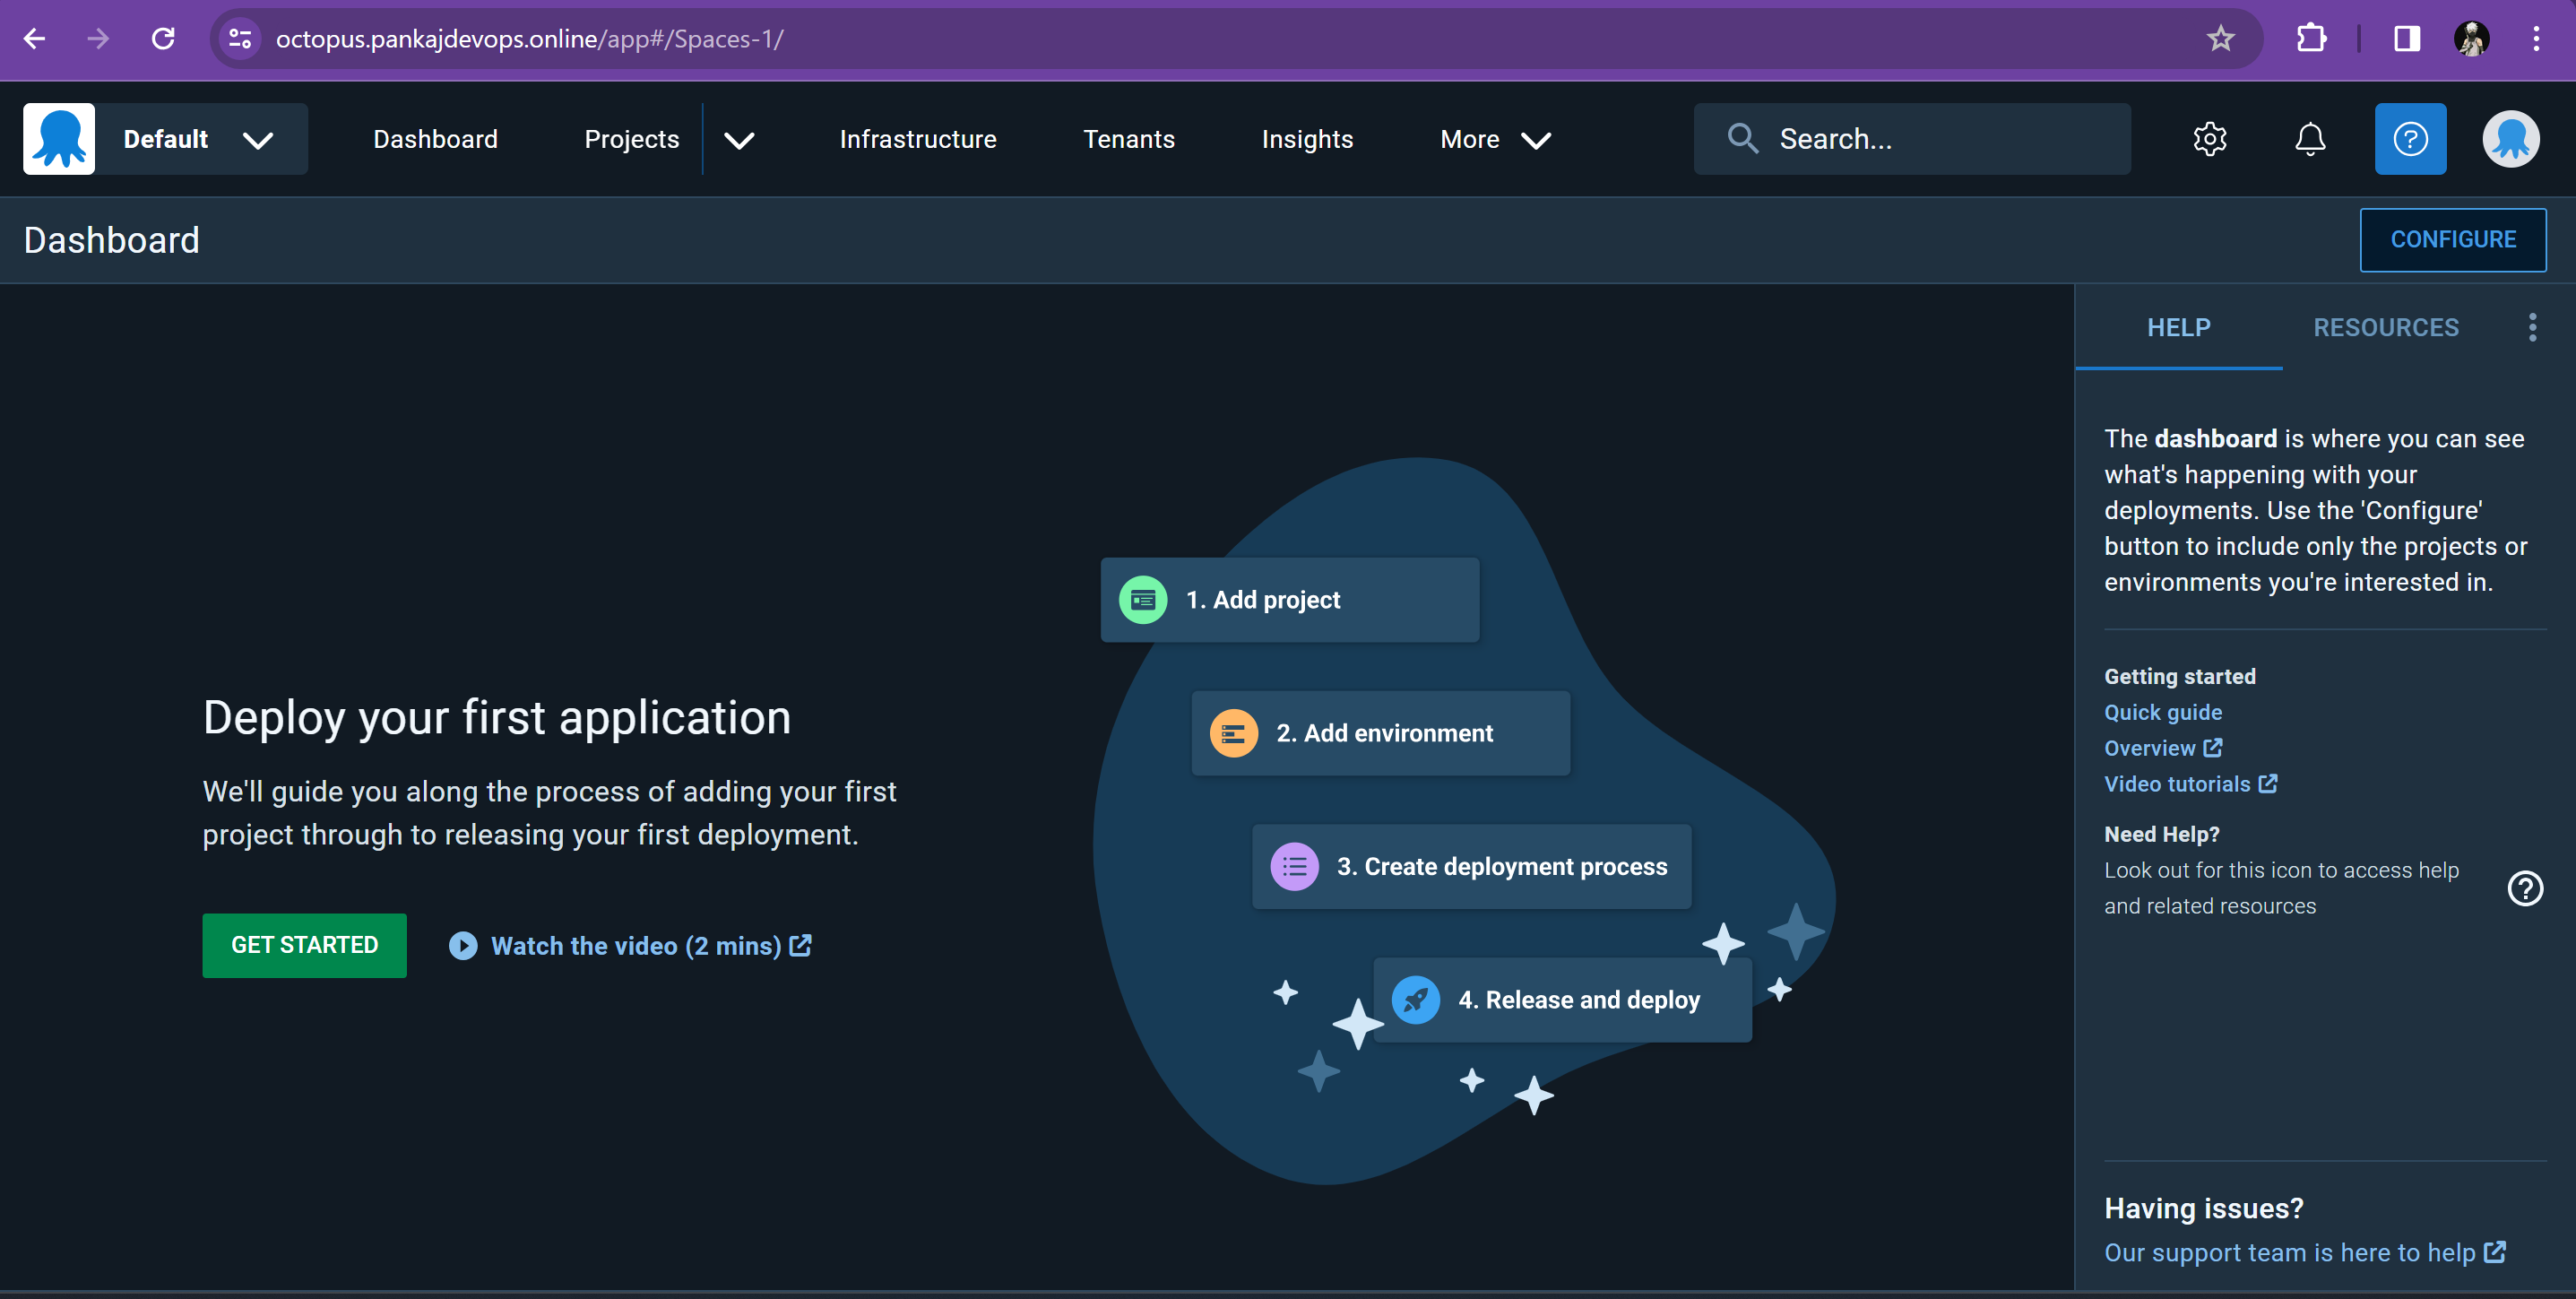 octopus.pankajdevops.online/app#/Spaces-1/
Default
Dashboard
Projects
Infrastructure
Tenants
Insights
More
Search...
Dashboard
CONFIGURE
Deploy your first application
We'll guide you along the process of adding your first
project through to releasing your first deployment.
GET STARTED
Watch the video (2 mins)
1. Add project
2. Add environment
3. Create deployment process
4. Release and deploy
HELP
RESOURCES
The dashboard is where you can see
what's happening with your
deployments. Use the 'Configure'
button to include only the projects or
environments you're interested in.
Getting started
Quick guide
Overview
Video tutorials
Need Help?
Look out for this icon to access help
and related resources
Having issues?
Our support team is here to help